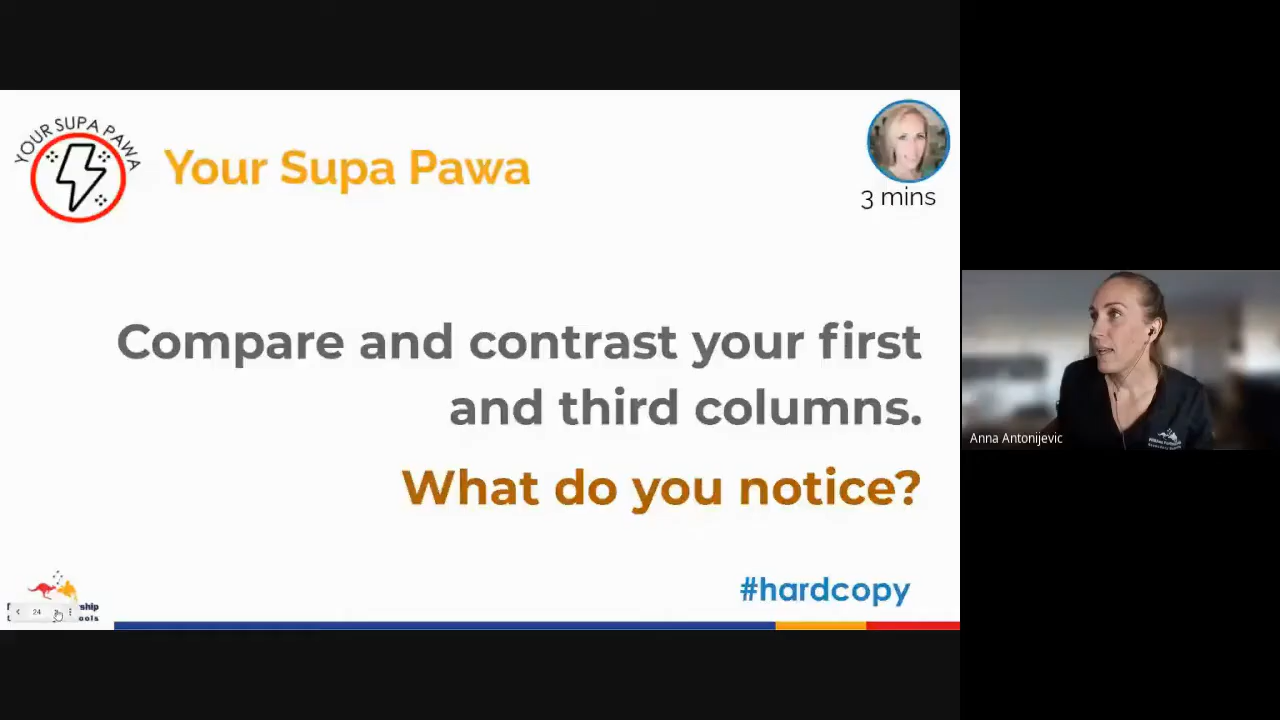 YOUR SUPA PAWA
Your Supa Pawa
3 mins
Compare and contrast your first
and third columns.
What do you notice?
#hardcopy
24
Anna Antonijevic